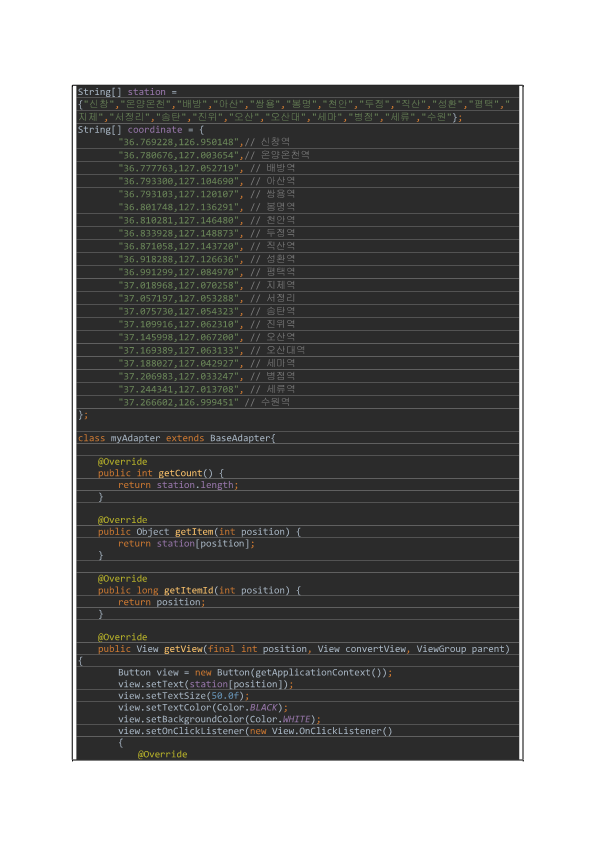 String[] station =
{"신창","온양온천","배방","아산","쌍용","봉명","천안","두정","직산","성환","평택","
지제","서정리","송탄","진위","오산","오산대","세마","병점","세류","수원"};
String[] coordinate = {
"36.769228,126.950148",// 신창역
"36.780676,127.003654",// 온양온천역
"36.777763,127.052719", // 배방역
"36.793300,127.104690", // 아산역
"36.793103,127.120107", // 쌍용역
"36.801748,127.136291", // 봉명역
"36.810281,127.146480", // 천안역
"36.833928,127.148873", // 두정역
"36.871058,127.143720", // 직산역
"36.918288,127.126636", // 성환역
"36.991299,127.084970", // 평택역
"37.018968,127.070258", // 지제역
"37.057197,127.053288", // 서정리
"37.075730,127.054323", // 송탄역
"37.109916,127.062310", // 진위역
"37.145998,127.067200", // 오산역
"37.169389,127.063133", // 오산대역
"37.188027,127.042927", // 세마역
"37.206983,127.033247", // 병점역
"37.244341,127.013708", // 세류역
"37.266602,126.999451" // 수원역
};
class myAdapter extends BaseAdapter{
@Override
public int getCount() {
return station.length;
}
@Override
public Object getItem(int position) {
return station[position];
}
@Override
public long getItemId(int position) {
return position;
}
@Override
public View getView(final int position, View convertView, ViewGroup parent)
{
Button view = new Button(getApplicationContext());
view.setText(station[position]);
view.setTextSize(50.0f);
view.setTextColor(Color.BLACK);
view.setBackgroundColor(Color.WHITE);
view.setOnClickListener(new View.OnClickListener()
{
@Override